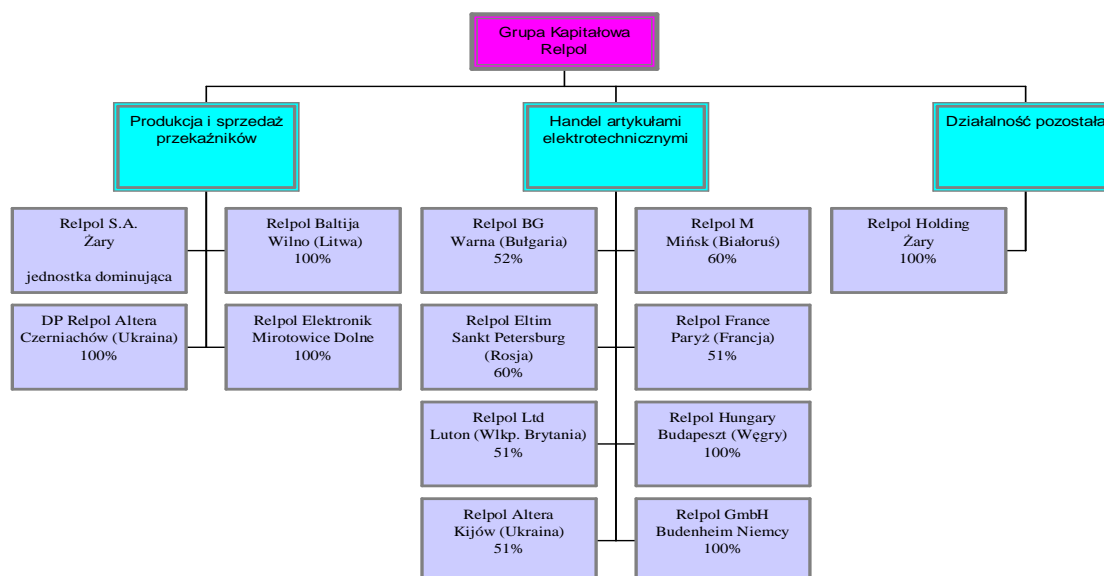 Grupa Kapitałowa
Relpol
Produkcja i sprzedaż
przekaźników
Handel artykułami
elektrotechnicznymi
Działalność pozostała
Relpol S.A.
Żary
jednostka dominująca
Relpol Baltija
Wilno (Litwa)
100%
DP Relpol Altera
Czerniachów (Ukraina)
100%
Relpol Elektronik
Mirotowice Dolne
100%
Relpol BG
Warna (Bułgaria)
52%
Relpol M
Mińsk (Białoruś)
60%
Relpol Eltim
Sankt Petersburg
(Rosja)
60%
Relpol France
Paryż (Francja)
51%
Relpol Ltd
Luton (Wlkp. Brytania)
51%
Relpol Hungary
Budapeszt (Węgry)
100%
Relpol Altera
Kijów (Ukraina)
51%
Relpol GmbH
Budenheim Niemcy
100%
Relpol Holding
Żary
100%